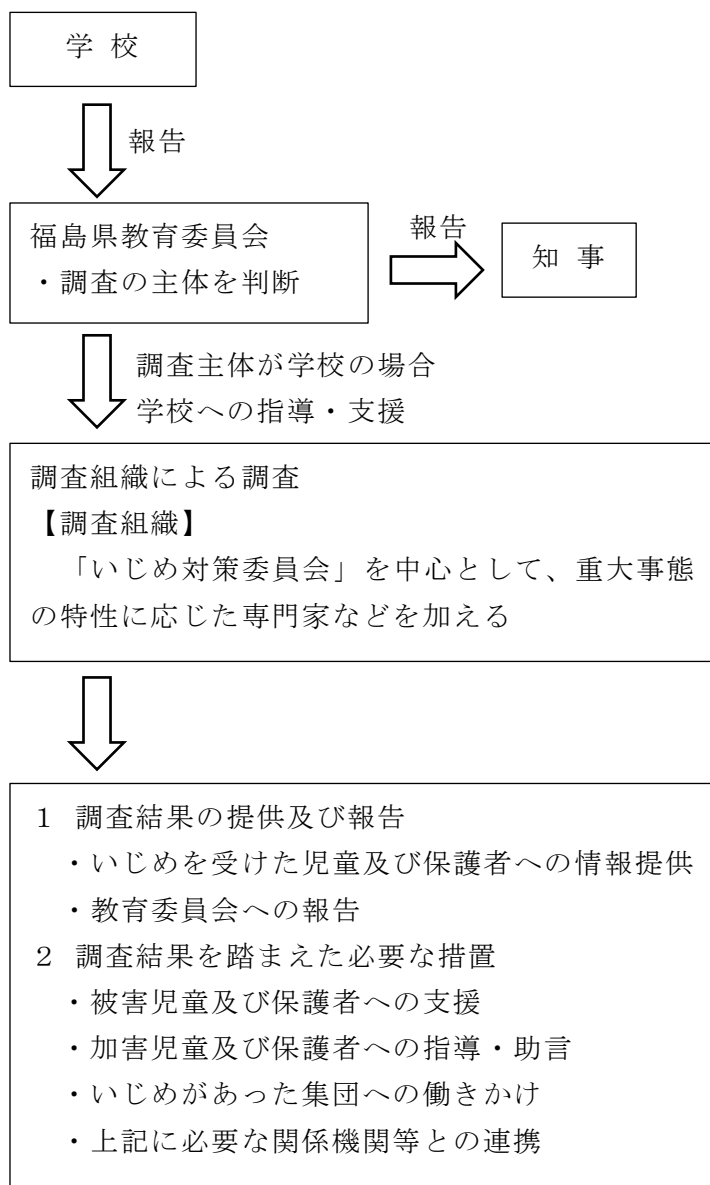 学 校
報告
福島県教育委員会
・調査の主体を判断
報告
知 事
調査主体が学校の場合
学校への指導・支援
調査組織による調査
【調査組織】
「いじめ対策委員会」を中心として、重大事態
の特性に応じた専門家などを加える
1 調査結果の提供及び報告
・いじめを受けた児童及び保護者への情報提供
・教育委員会への報告
2 調査結果を踏まえた必要な措置
・被害児童及び保護者への支援
・加害児童及び保護者への指導・助言
・いじめがあった集団への働きかけ
・上記に必要な関係機関等との連携